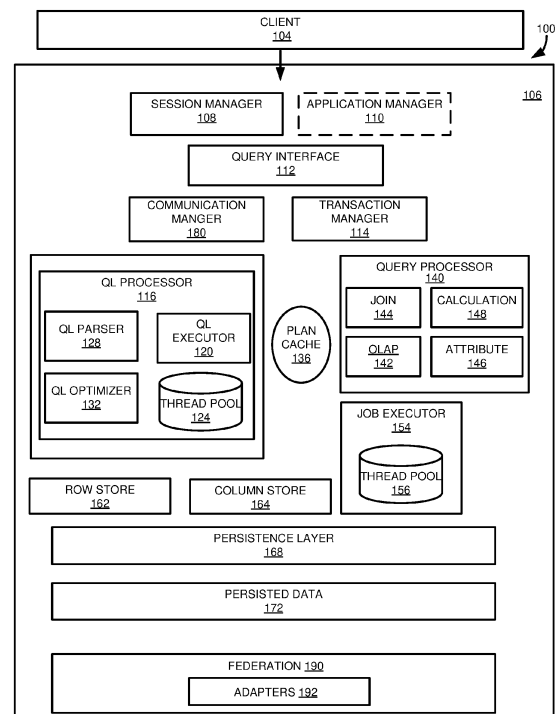 CLIENT
104
100
106
SESSION MANAGER
108
APPLICATION MANAGER
110
QUERY INTERFACE
112
COMMUNICATION
MANGER
180
TRANSACTION
MANAGER
114
QL PROCESSOR
116
QL PARSER
128
QL
EXECUTOR
120
QL OPTIMIZER
132
THREAD POOL
124
PLAN
CACHE
136
QUERY PROCESSOR
140
JOIN
144
CALCULATION
148
OLAP
142
ATTRIBUTE
146
JOB EXECUTOR
154
THREAD POOL
156
ROW STORE
162
COLUMN STORE
164
PERSISTENCE LAYER
168
PERSISTED DATA
172
FEDERATION 190
ADAPTERS 192